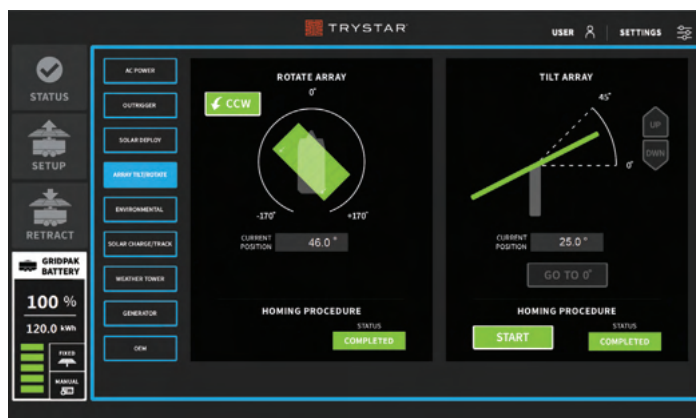 TRYSTAR
USER
SETTINGS
STATUS
SETUP
RETRACT
GRIDPAK
BATTERY
100 %
120.0 kWh
FIXED
MANUAL
AC POWER
OUTRIGGER
SOLAR DEPLOY
ARRAY TILT/ROTATE
ENVIRONMENTAL
SOLAR CHARGE/TRACK
WEATHER TOWER
GENERATOR
OEM
ROTATE ARRAY
CCW
0°
-170° +170°
CURRENT
POSITION
46.0 °
HOMING PROCEDURE
STATUS
COMPLETED
TILT ARRAY
45°
UP
DWN
0°
CURRENT
POSITION
25.0 °
GO TO 0°
HOMING PROCEDURE
STATUS
START
COMPLETED